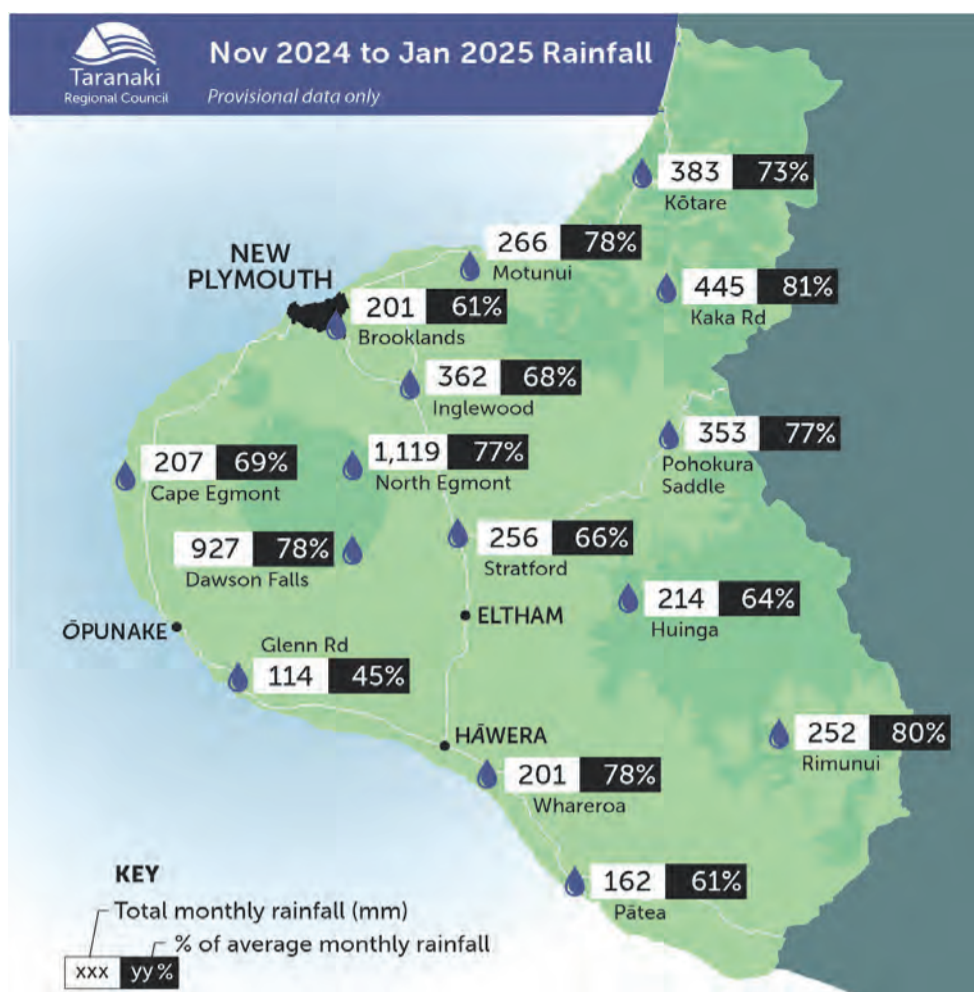 Taranaki
Regional Council
Nov 2024 to Jan 2025 Rainfall
Provisional data only
383 73%
Kōtare
266 78%
Motunui
NEW
PLYMOUTH
445 81%
Kaka Rd
201 61%
Brooklands
362 68%
Inglewood
353 77%
Pohokura
Saddle
207 69%
Cape Egmont
1,119 77%
North Egmont
256 66%
Stratford
927 78%
Dawson Falls
214 64%
Huinga
ŌPUNAKE
ELTHAM
Glenn Rd
114 45%
252 80%
Rimunui
HĀWERA
201 78%
Whareroa
162 61%
Pātea
KEY
Total monthly rainfall (mm)
% of average monthly rainfall
xxx yy%